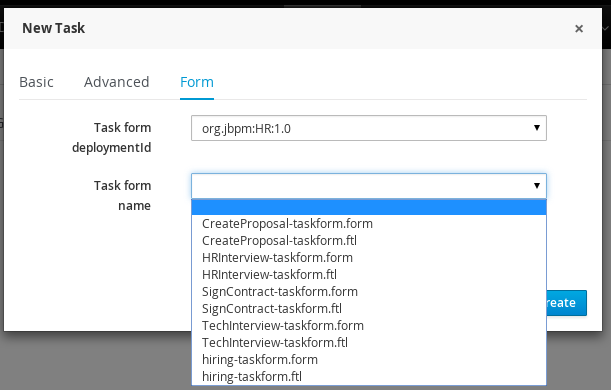 New Task ×
Basic Advanced Form
Task form
deploymentId
org.jbpm:HR:1.0
Task form
name
CreateProposal-taskform.form
CreateProposal-taskform.ftl
HRInterview-taskform.form
HRInterview-taskform.ftl
SignContract-taskform.form
SignContract-taskform.ftl
TechInterview-taskform.form
TechInterview-taskform.ftl
hiring-taskform.form
hiring-taskform.ftl
reate